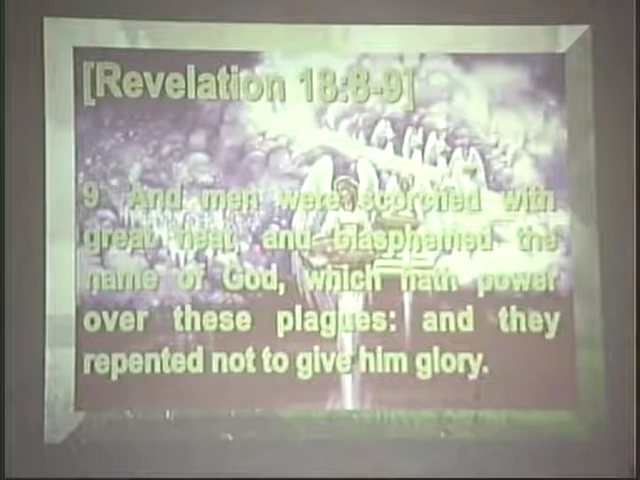 [Revelation 18:8-9]
9 And men were scorched with
great heat and blasphemed the
name of God, which hath power
over these plagues: and they
repented not to give him glory.